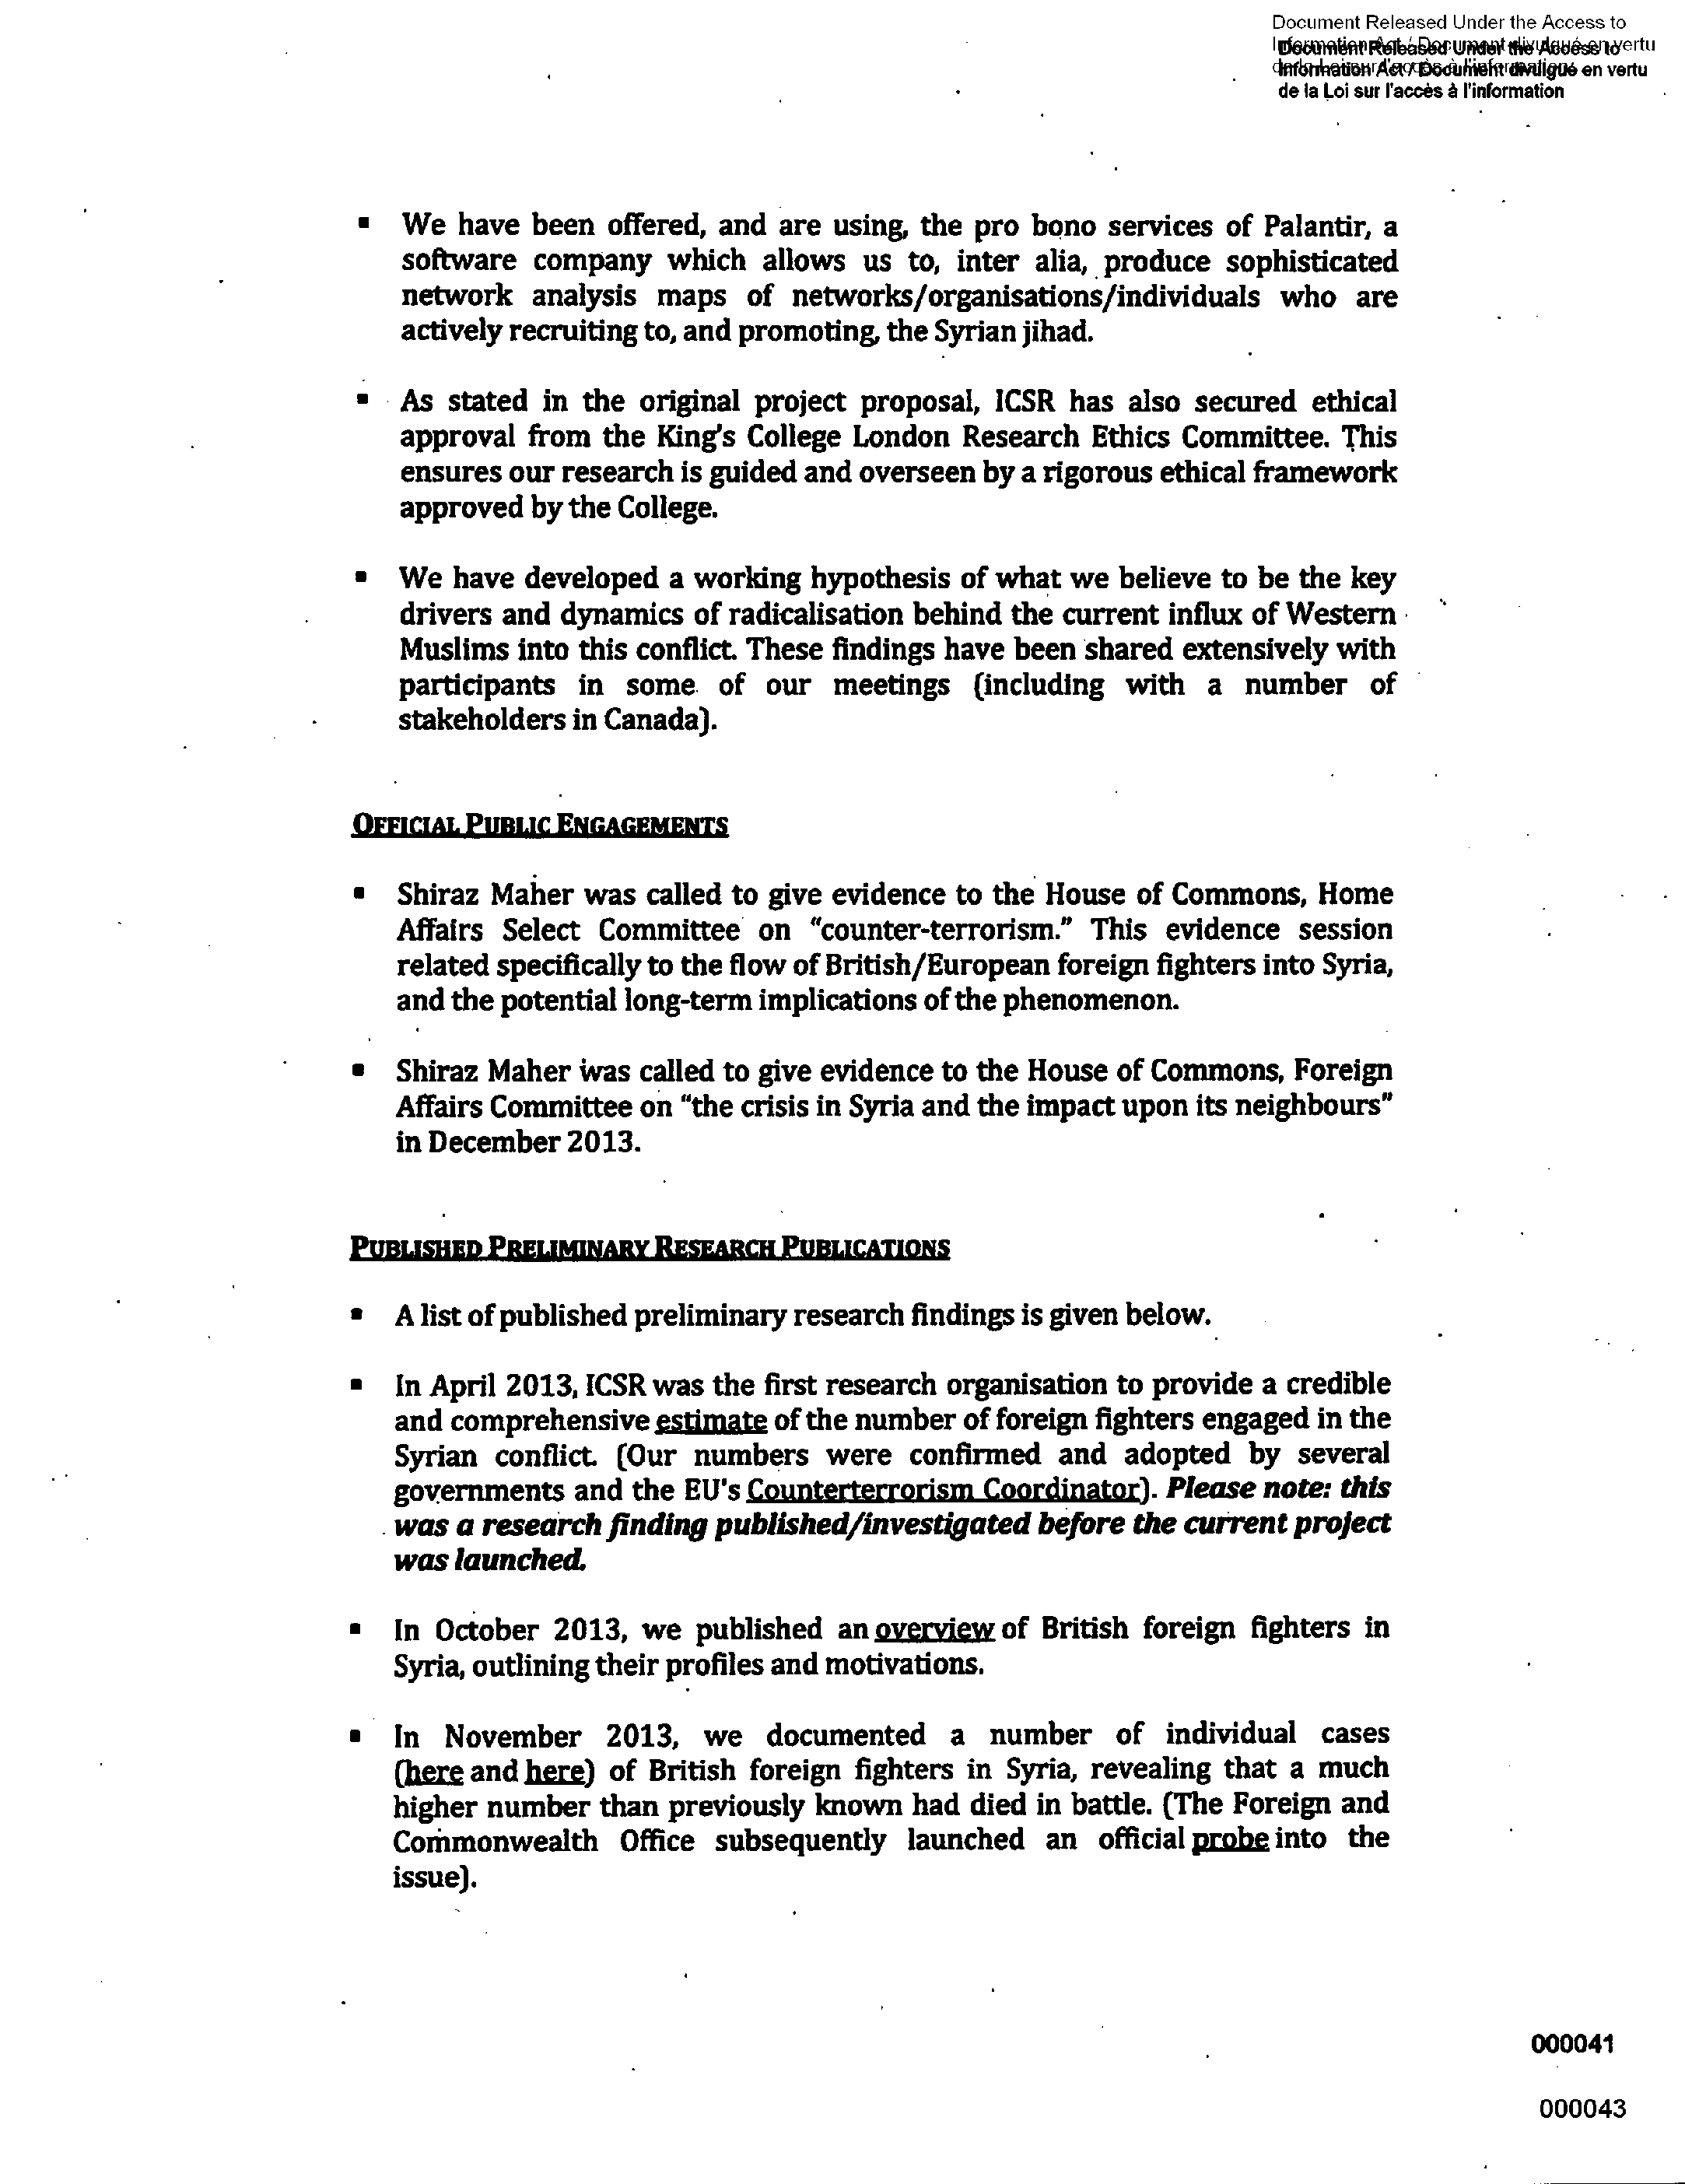 Document Released Under the Access to
Information Act / Document divulgué en vertu
Document Released Under the Access to
Information Act / Document divulgué en vertu
de la Loi sur l'accès à l'information
▪ We have been offered, and are using, the pro bono services of Palantir, a
software company which allows us to, inter alia, produce sophisticated
network analysis maps of networks/organisations/individuals who are
actively recruiting to, and promoting, the Syrian jihad.
▪ As stated in the original project proposal, ICSR has also secured ethical
approval from the King's College London Research Ethics Committee. This
ensures our research is guided and overseen by a rigorous ethical framework
approved by the College.
▪ We have developed a working hypothesis of what we believe to be the key
drivers and dynamics of radicalisation behind the current influx of Western
Muslims into this conflict. These findings have been shared extensively with
participants in some of our meetings (including with a number of
stakeholders in Canada).
OFFICIAL PUBLIC ENGAGEMENTS
▪ Shiraz Maher was called to give evidence to the House of Commons, Home
Affairs Select Committee on “counter-terrorism.” This evidence session
related specifically to the flow of British/European foreign fighters into Syria,
and the potential long-term implications of the phenomenon.
▪ Shiraz Maher was called to give evidence to the House of Commons, Foreign
Affairs Committee on “the crisis in Syria and the impact upon its neighbours”
in December 2013.
PUBLISHED PRELIMINARY RESEARCH PUBLICATIONS
▪ A list of published preliminary research findings is given below.
▪ In April 2013, ICSR was the first research organisation to provide a credible
and comprehensive estimate of the number of foreign fighters engaged in the
Syrian conflict. (Our numbers were confirmed and adopted by several
governments and the EU's Counterterrorism Coordinator). Please note: this
was a research finding published/investigated before the current project
was launched.
▪ In October 2013, we published an overview of British foreign fighters in
Syria, outlining their profiles and motivations.
▪ In November 2013, we documented a number of individual cases
(here and here) of British foreign fighters in Syria, revealing that a much
higher number than previously known had died in battle. (The Foreign and
Commonwealth Office subsequently launched an official probe into the
issue).
000041
000043